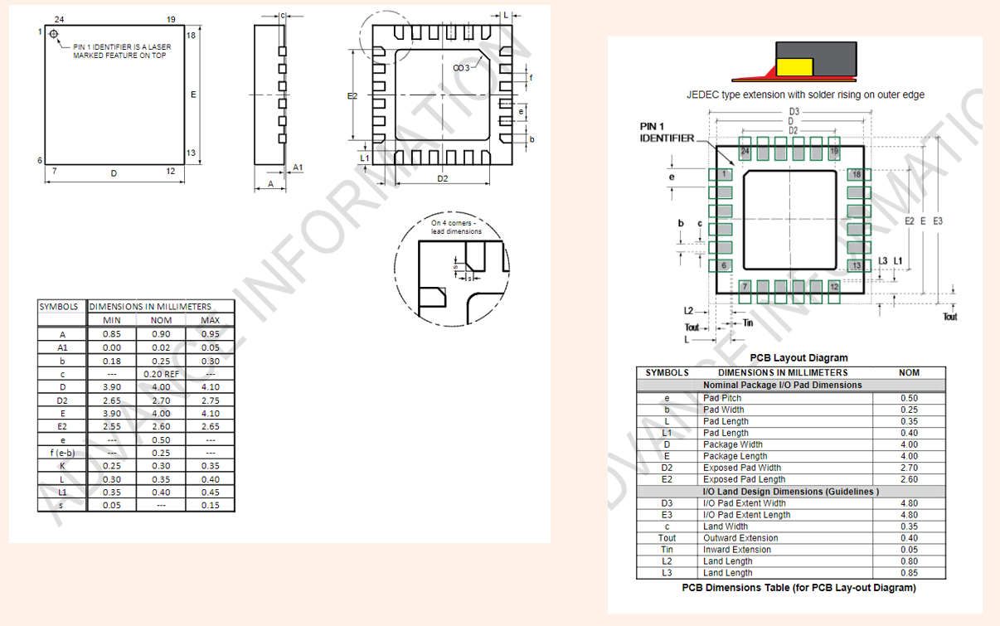 24 19
1 18
PIN 1 IDENTIFIER IS A LASER
MARKED FEATURE ON TOP
E
6 13
7 12
D
c
A1
A
L
CO.3
f
E2
e
b
L1
D2
On 4 corners -
lead dimensions
s
s
SYMBOLS DIMENSIONS IN MILLIMETERS
MIN NOM MAX
A 0.85 0.90 0.95
A1 0.00 0.02 0.05
b 0.18 0.25 0.30
c --- 0.20 REF ---
D 3.90 4.00 4.10
D2 2.65 2.70 2.75
E 3.90 4.00 4.10
E2 2.55 2.60 2.65
e --- 0.50 ---
f (e-b) --- 0.25 ---
K 0.25 0.30 0.35
L 0.30 0.35 0.40
L1 0.35 0.40 0.45
s 0.05 --- 0.15
ADVANCE INFORMATION
JEDEC type extension with solder rising on outer edge
D3
D
D2
PIN 1
IDENTIFIER
24 19
1 18
e
b c
E2 E E3
6 13
L3 L1
7 12
L2
Tout Tin
Tout
L
PCB Layout Diagram
SYMBOLS DIMENSIONS IN MILLIMETERS NOM
Nominal Package I/O Pad Dimensions
e Pad Pitch 0.50
b Pad Width 0.25
L Pad Length 0.35
L1 Pad Length 0.40
D Package Width 4.00
E Package Length 4.00
D2 Exposed Pad Width 2.70
E2 Exposed Pad Length 2.60
I/O Land Design Dimensions (Guidelines )
D3 I/O Pad Extent Width 4.80
E3 I/O Pad Extent Length 4.80
c Land Width 0.35
Tout Outward Extension 0.40
Tin Inward Extension 0.05
L2 Land Length 0.80
L3 Land Length 0.85
PCB Dimensions Table (for PCB Lay-out Diagram)
ADVANCE INFORMATIO